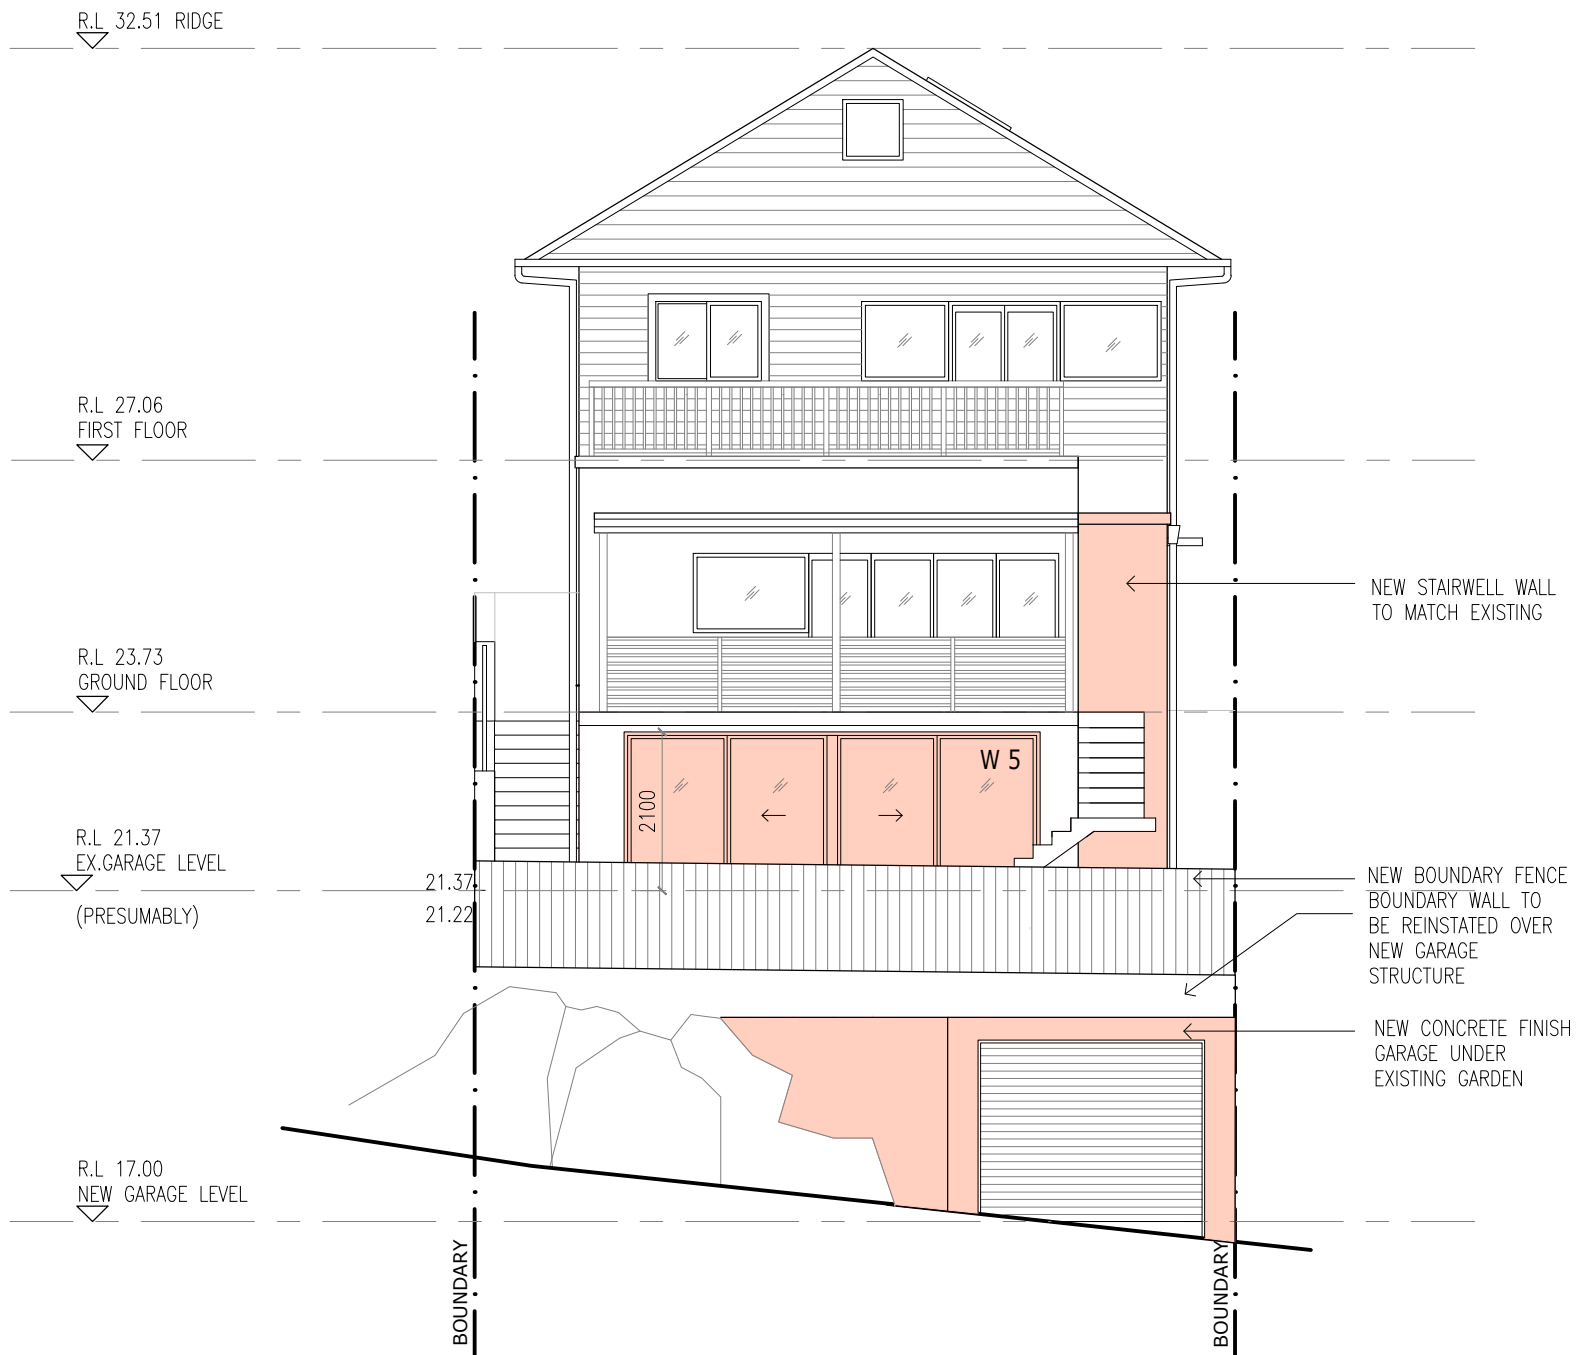 R.L 32.51 RIDGE
R.L 27.06
FIRST FLOOR
NEW STAIRWELL WALL
TO MATCH EXISTING
R.L 23.73
GROUND FLOOR
W 5
2100
R.L 21.37
EX.GARAGE LEVEL
(PRESUMABLY)
21.37
21.22
NEW BOUNDARY FENCE
BOUNDARY WALL TO
BE REINSTATED OVER
NEW GARAGE
STRUCTURE
NEW CONCRETE FINISH
GARAGE UNDER
EXISTING GARDEN
R.L 17.00
NEW GARAGE LEVEL
BOUNDARY
BOUNDARY